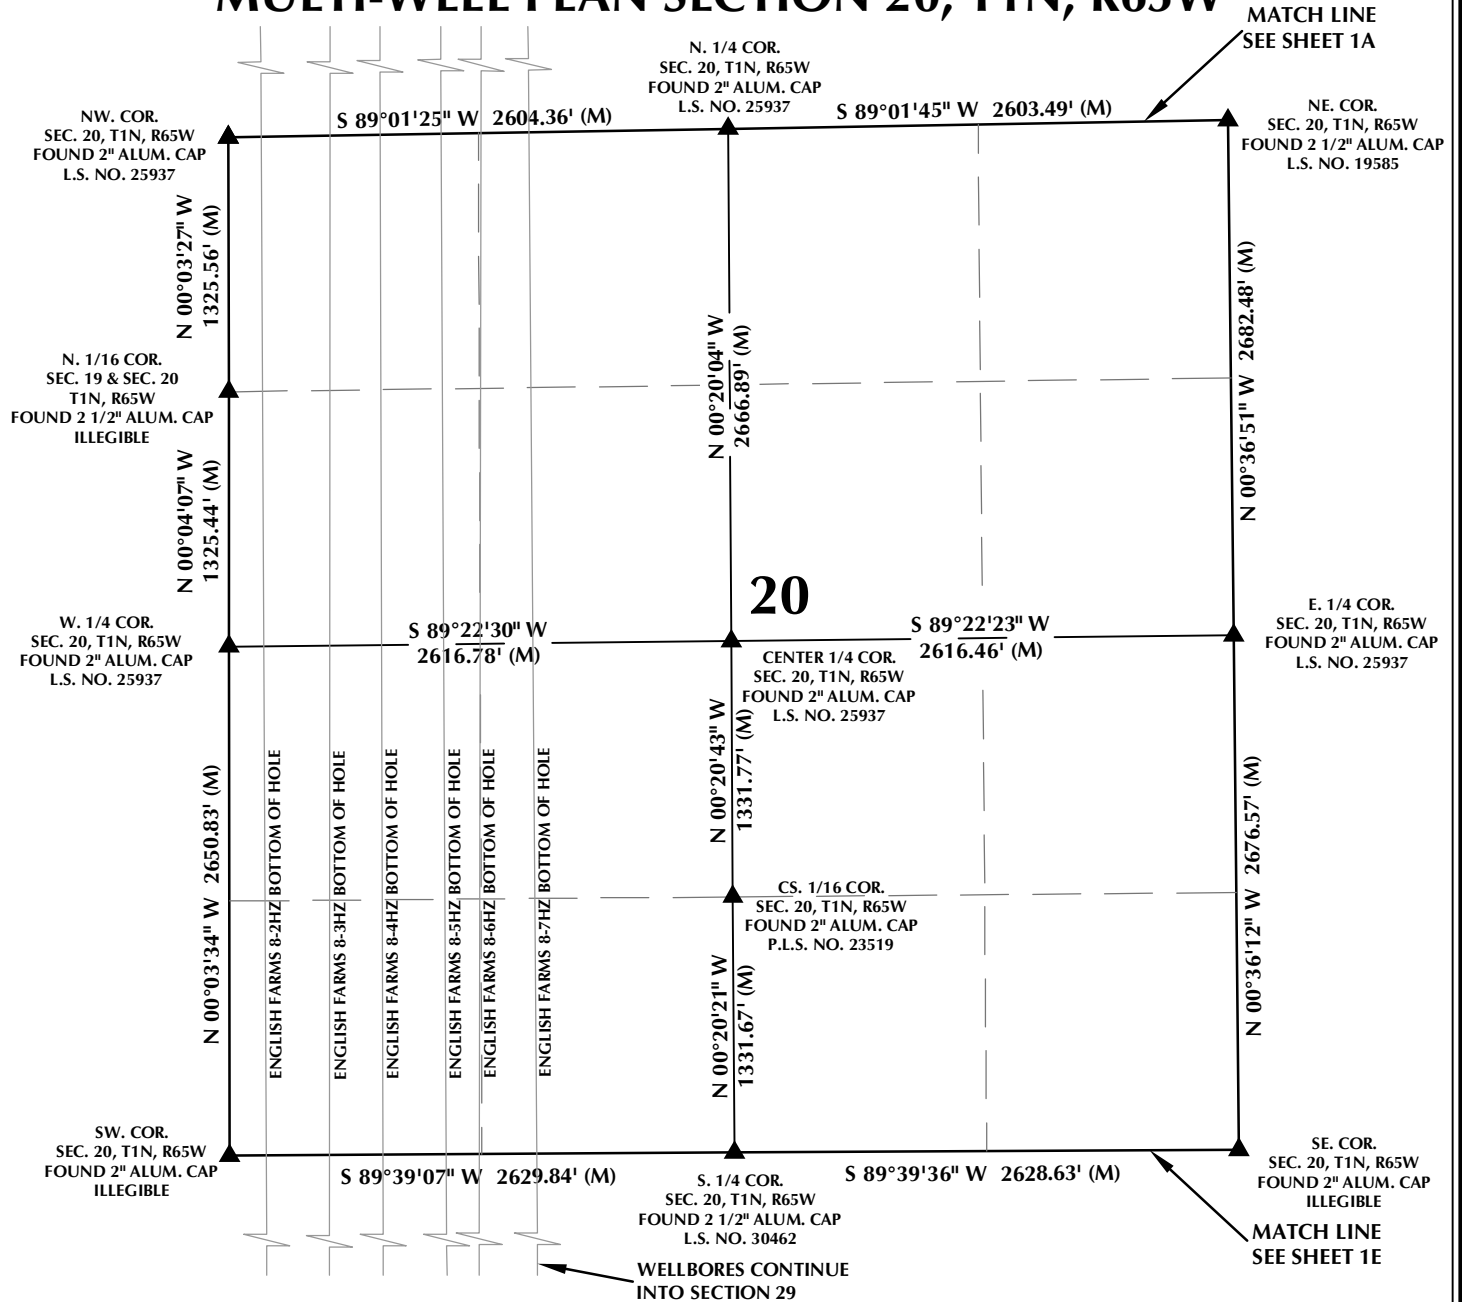 MULTI-WELL PLAN SECTION 20, T1N, R65W
MATCH LINE
SEE SHEET 1A
N. 1/4 COR.
SEC. 20, T1N, R65W
FOUND 2" ALUM. CAP
L.S. NO. 25937
NW. COR.
SEC. 20, T1N, R65W
FOUND 2" ALUM. CAP
L.S. NO. 25937
S 89°01'25" W 2604.36' (M)
S 89°01'45" W 2603.49' (M)
NE. COR.
SEC. 20, T1N, R65W
FOUND 2 1/2" ALUM. CAP
L.S. NO. 19585
N 00°03'27" W
1325.56' (M)
N 00°20'04" W
2666.89' (M)
N 00°36'51" W 2682.48' (M)
N. 1/16 COR.
SEC. 19 & SEC. 20
T1N, R65W
FOUND 2 1/2" ALUM. CAP
ILLEGIBLE
N 00°04'07" W
1325.44' (M)
20
W. 1/4 COR.
SEC. 20, T1N, R65W
FOUND 2" ALUM. CAP
L.S. NO. 25937
S 89°22'30" W
2616.78' (M)
S 89°22'23" W
2616.46' (M)
E. 1/4 COR.
SEC. 20, T1N, R65W
FOUND 2" ALUM. CAP
L.S. NO. 25937
CENTER 1/4 COR.
SEC. 20, T1N, R65W
FOUND 2" ALUM. CAP
L.S. NO. 25937
N 00°03'34" W 2650.83' (M)
ENGLISH FARMS 8-2HZ BOTTOM OF HOLE
ENGLISH FARMS 8-3HZ BOTTOM OF HOLE
ENGLISH FARMS 8-4HZ BOTTOM OF HOLE
ENGLISH FARMS 8-5HZ BOTTOM OF HOLE
ENGLISH FARMS 8-6HZ BOTTOM OF HOLE
ENGLISH FARMS 8-7HZ BOTTOM OF HOLE
N 00°20'43" W
1331.77' (M)
N 00°36'12" W 2676.57' (M)
CS. 1/16 COR.
SEC. 20, T1N, R65W
FOUND 2" ALUM. CAP
P.L.S. NO. 23519
N 00°20'21" W
1331.67' (M)
SW. COR.
SEC. 20, T1N, R65W
FOUND 2" ALUM. CAP
ILLEGIBLE
S 89°39'07" W 2629.84' (M)
S. 1/4 COR.
SEC. 20, T1N, R65W
FOUND 2 1/2" ALUM. CAP
L.S. NO. 30462
S 89°39'36" W 2628.63' (M)
SE. COR.
SEC. 20, T1N, R65W
FOUND 2" ALUM. CAP
ILLEGIBLE
MATCH LINE
SEE SHEET 1E
WELLBORES CONTINUE
INTO SECTION 29